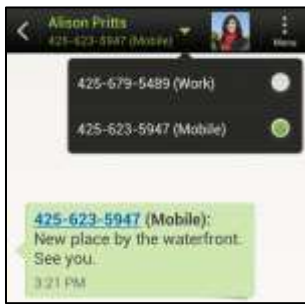 Alison Pritts
425-623-5947 (Mobile)
Menu
425-679-5489 (Work)
425-623-5947 (Mobile)
425-623-5947 (Mobile):
New place by the waterfront.
See you.
3:21 PM